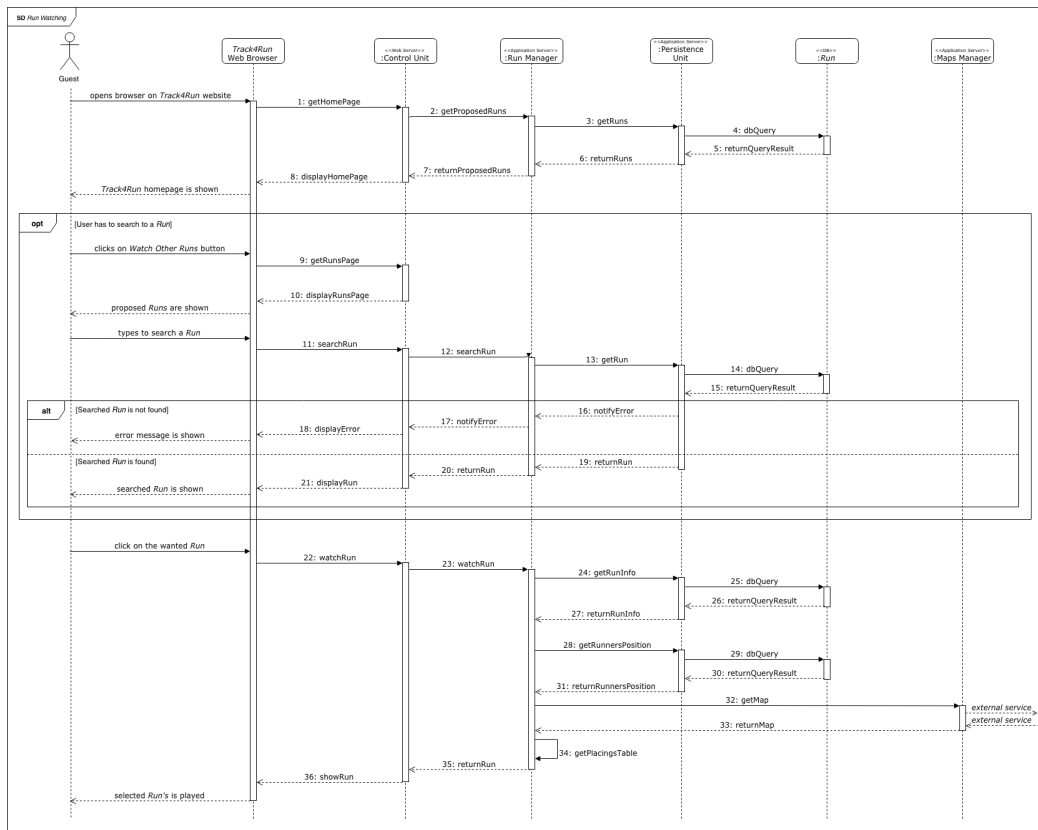 SD Run Watching
Guest
Track4Run
Web Browser
<<Web Server>>
:Control Unit
<<Application Server>>
:Run Manager
<<Application Server>>
:Persistence
Unit
<<DB>>
:Run
<<Application Server>>
:Maps Manager
opens browser on Track4Run website
1: getHomePage
2: getProposedRuns
3: getRuns
4: dbQuery
5: returnQueryResult
6: returnRuns
7: returnProposedRuns
8: displayHomePage
Track4Run homepage is shown
opt
[User has to search to a Run]
clicks on Watch Other Runs button
9: getRunsPage
10: displayRunsPage
proposed Runs are shown
types to search a Run
11: searchRun
12: searchRun
13: getRun
14: dbQuery
15: returnQueryResult
alt
[Searched Run is not found]
16: notifyError
17: notifyError
18: displayError
error message is shown
[Searched Run is found]
19: returnRun
20: returnRun
21: displayRun
searched Run is shown
click on the wanted Run
22: watchRun
23: watchRun
24: getRunInfo
25: dbQuery
26: returnQueryResult
27: returnRunInfo
28: getRunnersPosition
29: dbQuery
30: returnQueryResult
31: returnRunnersPosition
32: getMap
external service
external service
33: returnMap
34: getPlacingsTable
35: returnRun
36: showRun
selected Run's is played